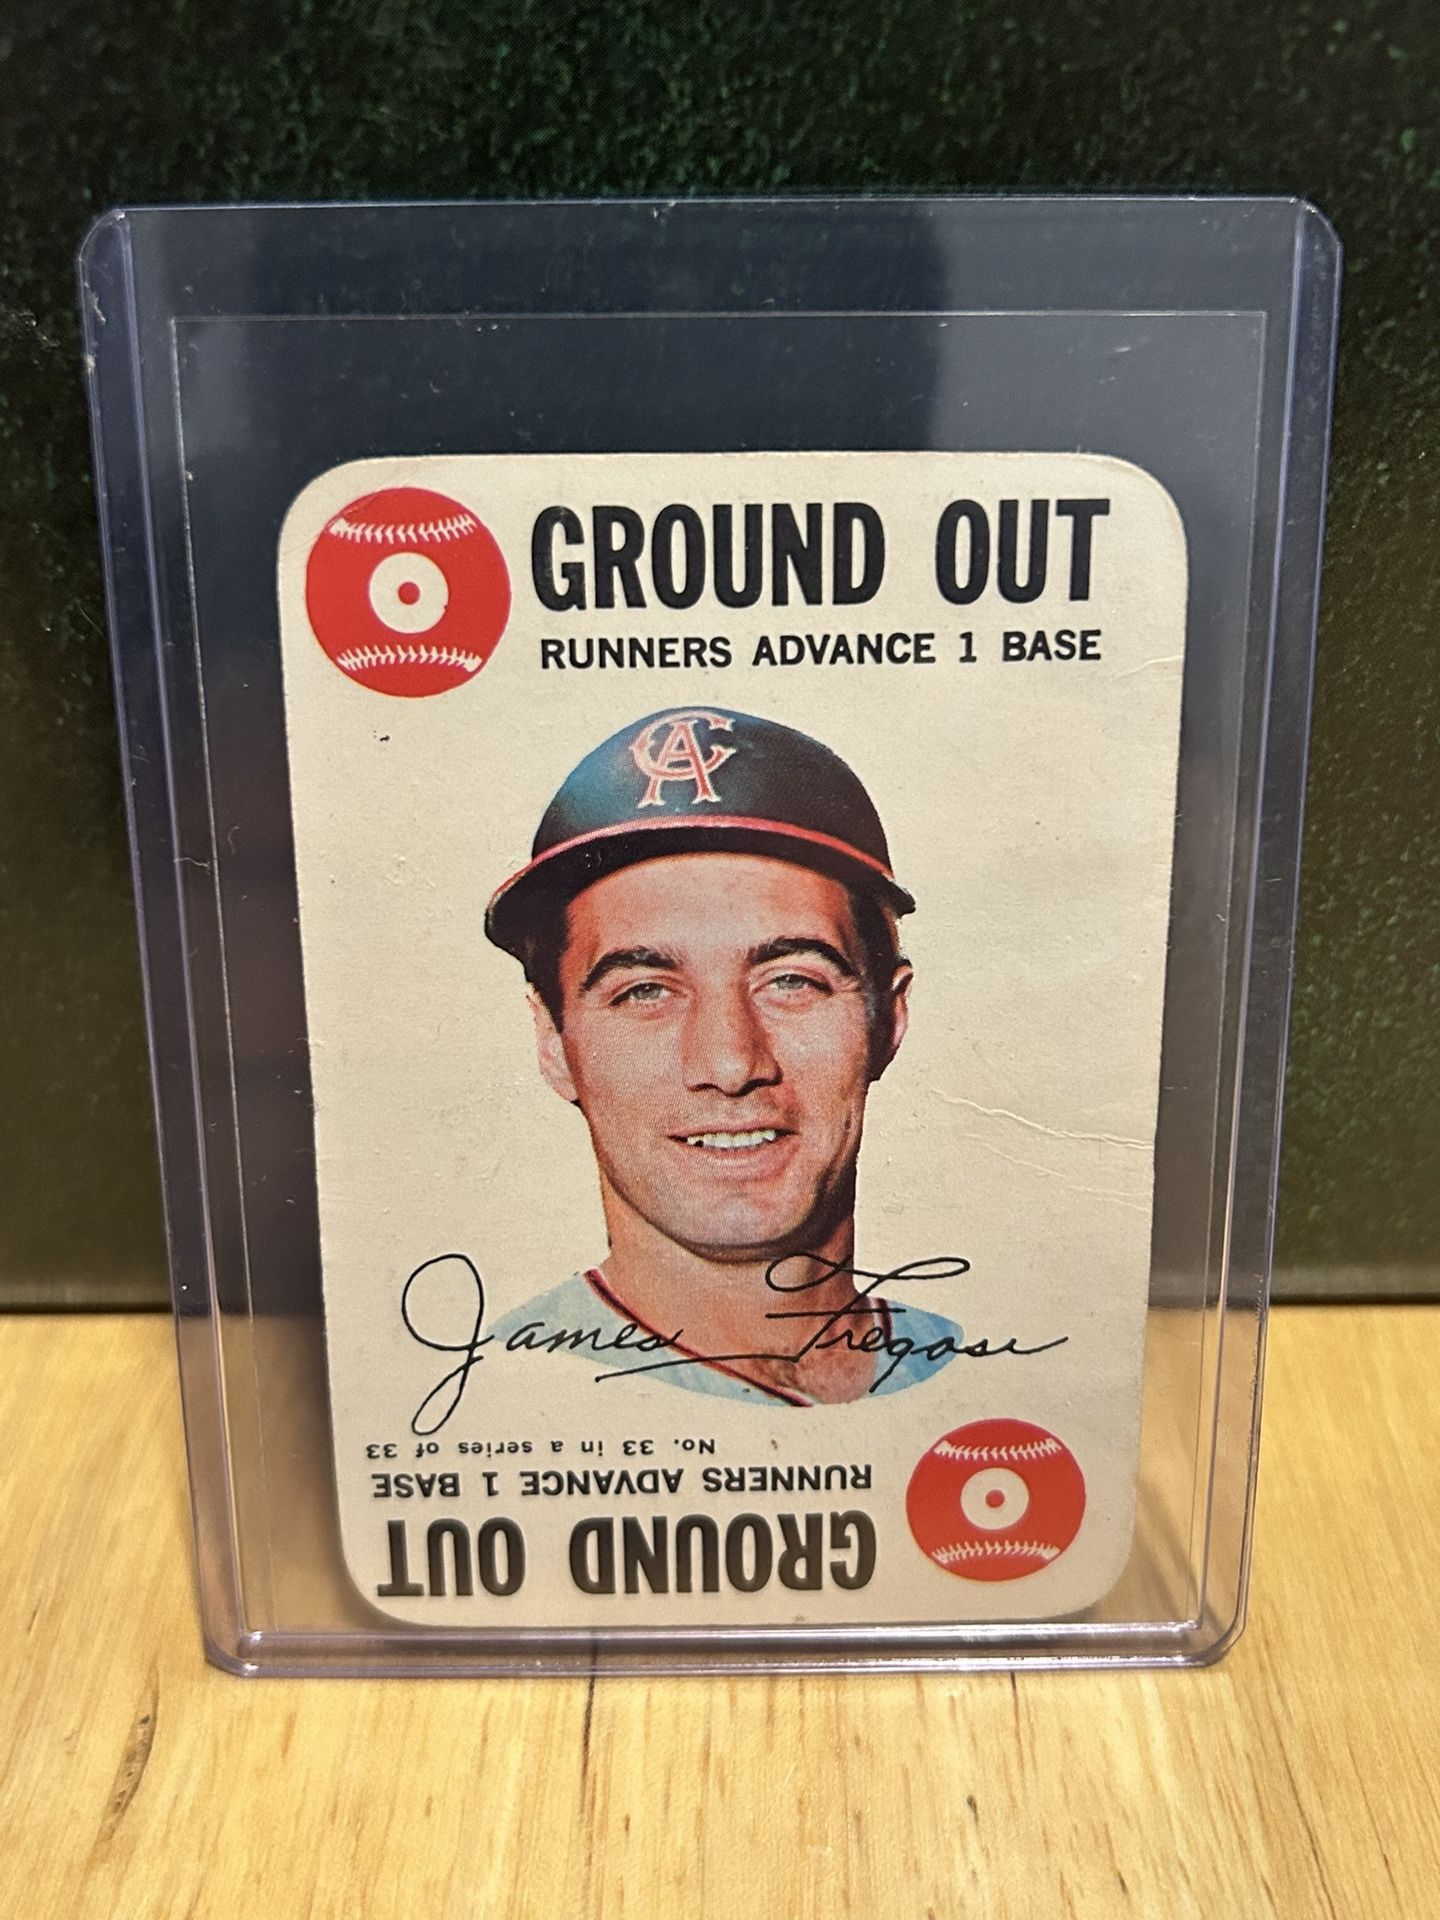 GROUND OUT
RUNNERS ADVANCE 1 BASE
CA
James Fregosi
No. 33 in a series of 33
RUNNERS ADVANCE 1 BASE
GROUND OUT